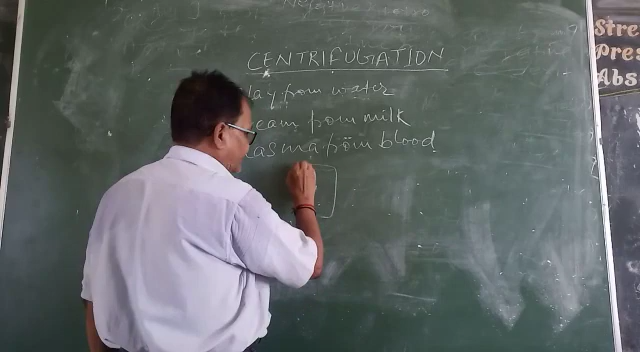 CENTRIFUGATION
lay from water
eam from milk
asma from blood
Stre
Pres
Abs